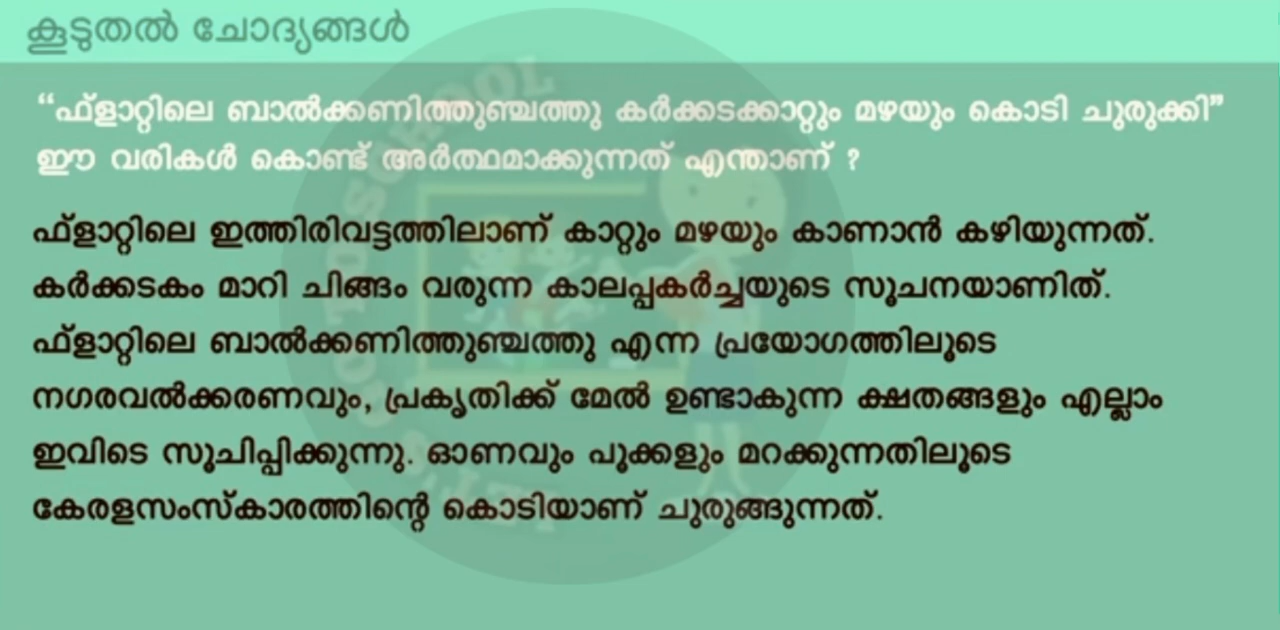 കൂടുതൽ ചോദ്യങ്ങൾ
“ഫ്ളാറ്റിലെ ബാൽക്കണിത്തുഞ്ചത്തു കർക്കടക്കാറ്റും മഴയും കൊടി ചുരുക്കി”
ഈ വരികൾ കൊണ്ട് അർത്ഥമാക്കുന്നത് എന്താണ് ?
ഫ്ളാറ്റിലെ ഇത്തിരിവട്ടത്തിലാണ് കാറ്റും മഴയും കാണാൻ കഴിയുന്നത്.
കർക്കടകം മാറി ചിങ്ങം വരുന്ന കാലപ്പകർച്ചയുടെ സൂചനയാണിത്.
ഫ്ളാറ്റിലെ ബാൽക്കണിത്തുഞ്ചത്തു എന്ന പ്രയോഗത്തിലൂടെ
നഗരവൽക്കരണവും, പ്രകൃതിക്ക് മേൽ ഉണ്ടാകുന്ന ക്ഷതങ്ങളും എല്ലാം
ഇവിടെ സൂചിപ്പിക്കുന്നു. ഓണവും പൂക്കളും മറക്കുന്നതിലൂടെ
കേരളസംസ്കാരത്തിന്റെ കൊടിയാണ് ചുരുങ്ങുന്നത്.